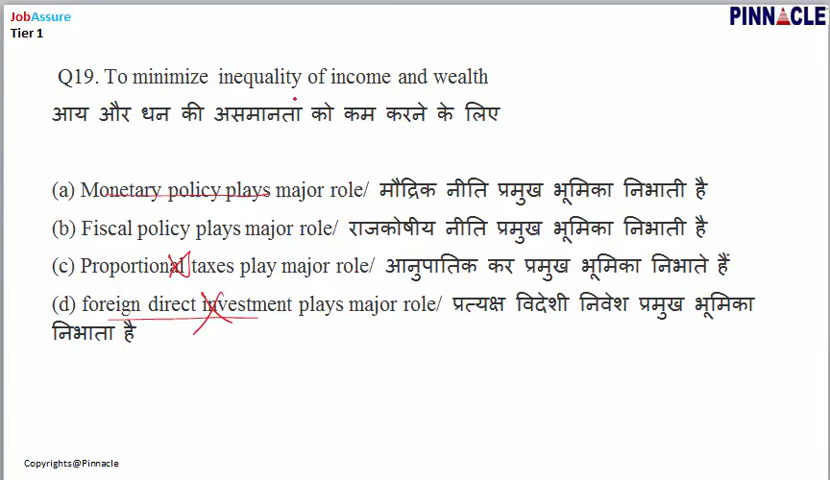 JobAssure
Tier 1
PINNACLE
Q19. To minimize inequality of income and wealth
आय और धन की असमानता को कम करने के लिए
(a) Monetary policy plays major role/ मौद्रिक नीति प्रमुख भूमिका निभाती है
(b) Fiscal policy plays major role/ राजकोषीय नीति प्रमुख भूमिका निभाती है
(c) Proportional taxes play major role/ आनुपातिक कर प्रमुख भूमिका निभाते हैं
(d) foreign direct investment plays major role/ प्रत्यक्ष विदेशी निवेश प्रमुख भूमिका
निभाता है
Copyrights@Pinnacle